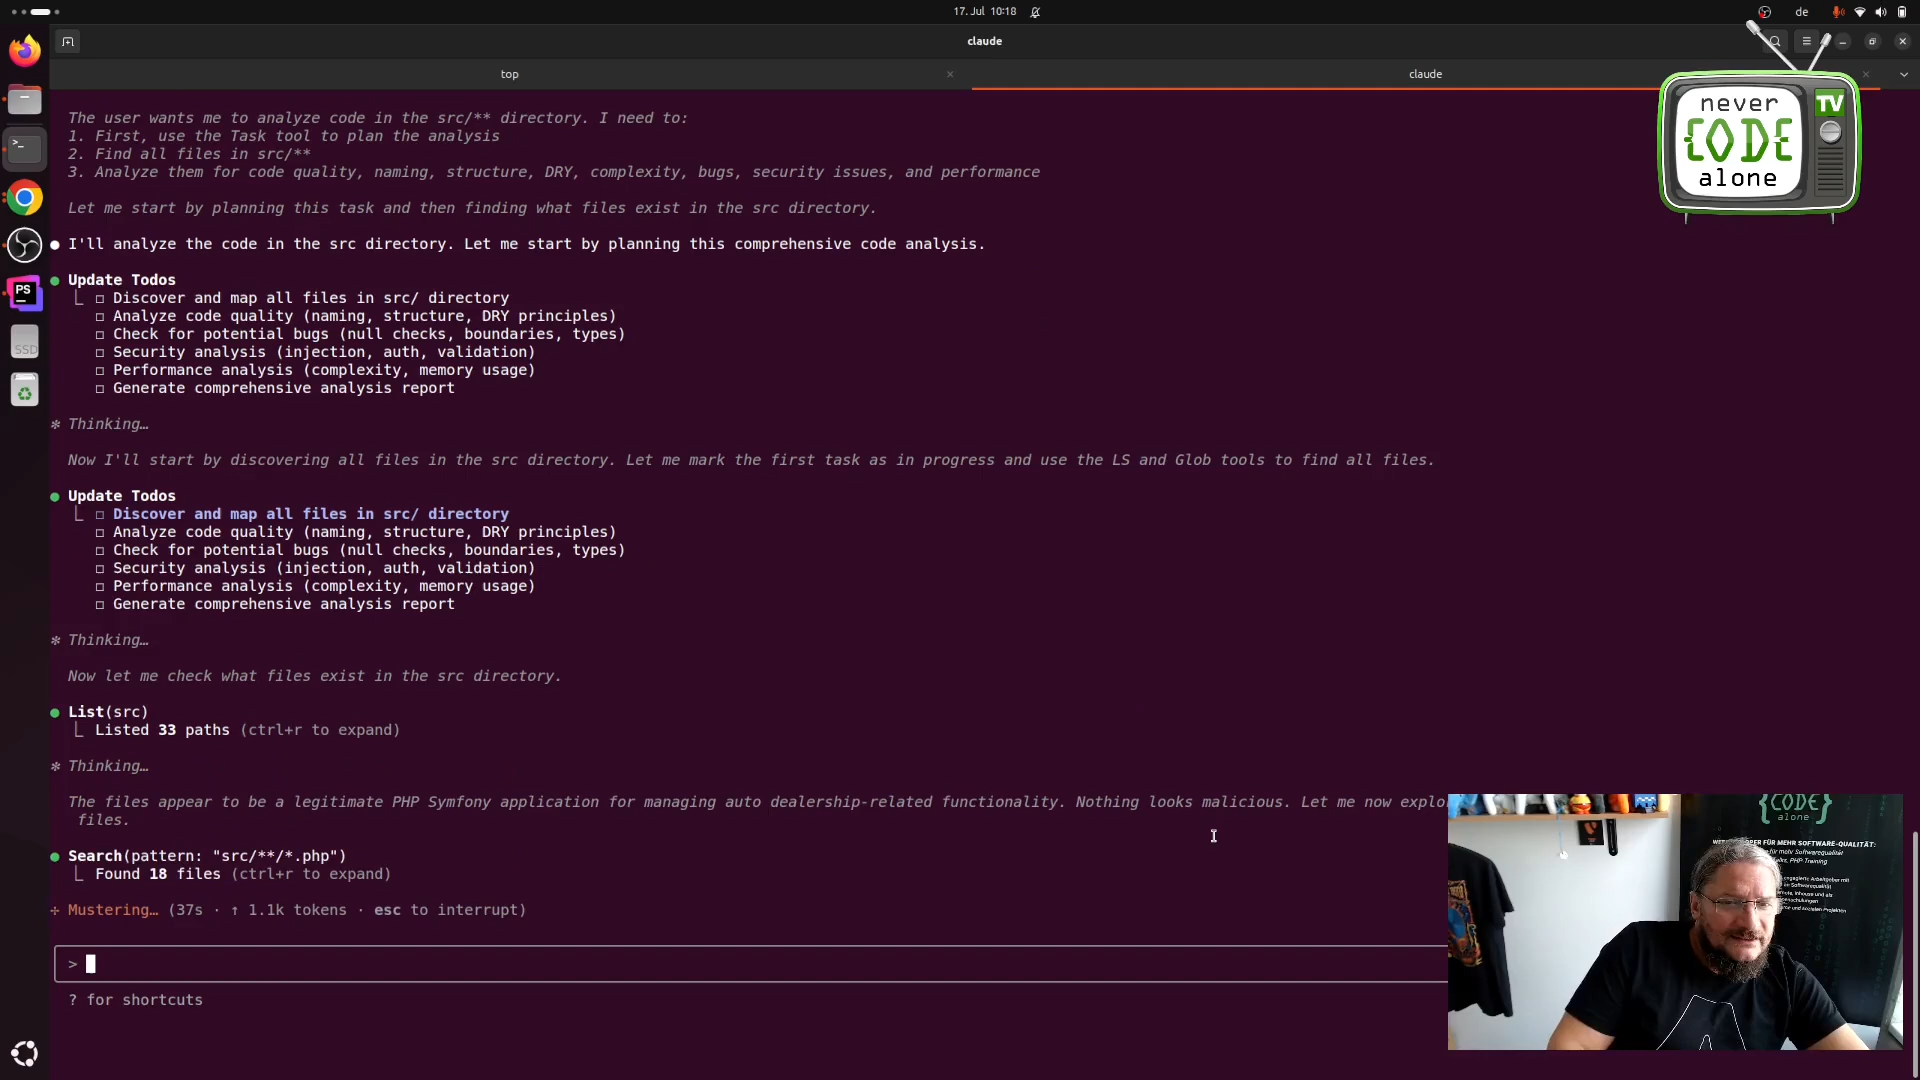 17. Jul 10:18
de
claude
top
claude
The user wants me to analyze code in the src/** directory. I need to:
1. First, use the Task tool to plan the analysis
2. Find all files in src/**
3. Analyze them for code quality, naming, structure, DRY, complexity, bugs, security issues, and performance
Let me start by planning this task and then finding what files exist in the src directory.
● I'll analyze the code in the src directory. Let me start by planning this comprehensive code analysis.
● Update Todos
⎿ ☐ Discover and map all files in src/ directory
☐ Analyze code quality (naming, structure, DRY principles)
☐ Check for potential bugs (null checks, boundaries, types)
☐ Security analysis (injection, auth, validation)
☐ Performance analysis (complexity, memory usage)
☐ Generate comprehensive analysis report
✻ Thinking…
Now I'll start by discovering all files in the src directory. Let me mark the first task as in progress and use the LS and Glob tools to find all files.
● Update Todos
⎿ ☐ Discover and map all files in src/ directory
☐ Analyze code quality (naming, structure, DRY principles)
☐ Check for potential bugs (null checks, boundaries, types)
☐ Security analysis (injection, auth, validation)
☐ Performance analysis (complexity, memory usage)
☐ Generate comprehensive analysis report
✻ Thinking…
Now let me check what files exist in the src directory.
● List(src)
⎿ Listed 33 paths (ctrl+r to expand)
✻ Thinking…
The files appear to be a legitimate PHP Symfony application for managing auto dealership-related functionality. Nothing looks malicious. Let me now explo
files.
● Search(pattern: "src/**/*.php")
⎿ Found 18 files (ctrl+r to expand)
✢ Mustering… (37s · ↑ 1.1k tokens · esc to interrupt)
>
? for shortcuts
never
CODE
alone
TV
PS
SSD
{CODE}
alone
FÜR MEHR SOFTWARE-QUALITÄT:
für mehr Softwarequalität
PHP Training